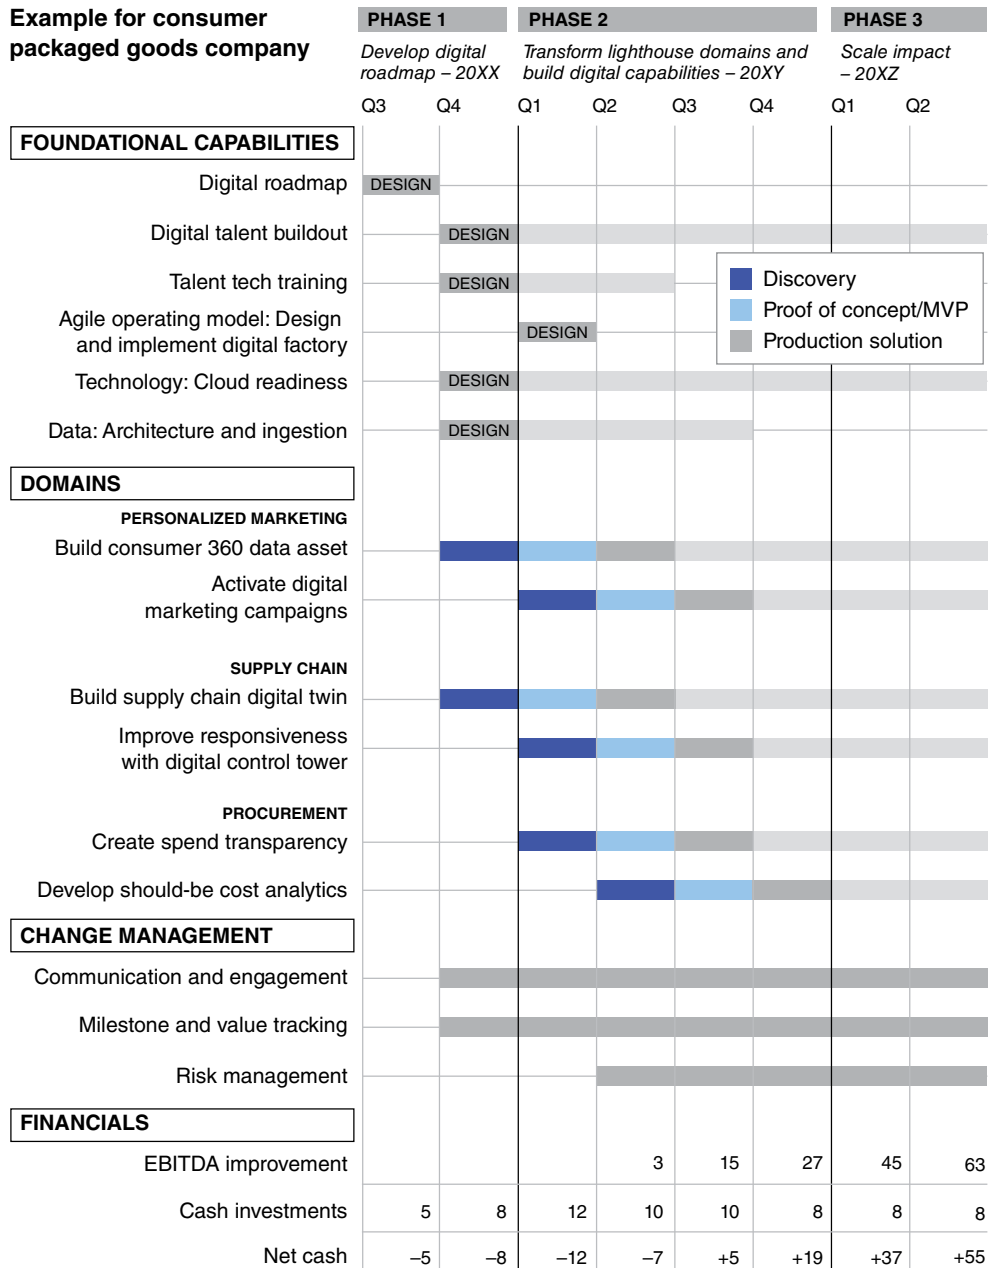 Example for consumer
packaged goods company
PHASE 1
PHASE 2
PHASE 3
Develop digital
roadmap – 20XX
Transform lighthouse domains and
build digital capabilities – 20XY
Scale impact
– 20XZ
Q3 Q4 Q1 Q2 Q3 Q4 Q1 Q2
FOUNDATIONAL CAPABILITIES
Digital roadmap DESIGN
Digital talent buildout DESIGN
Talent tech training DESIGN
Agile operating model: Design
and implement digital factory
DESIGN
Technology: Cloud readiness DESIGN
Data: Architecture and ingestion DESIGN
Discovery
Proof of concept/MVP
Production solution
DOMAINS
PERSONALIZED MARKETING
Build consumer 360 data asset
Activate digital
marketing campaigns
SUPPLY CHAIN
Build supply chain digital twin
Improve responsiveness
with digital control tower
PROCUREMENT
Create spend transparency
Develop should-be cost analytics
CHANGE MANAGEMENT
Communication and engagement
Milestone and value tracking
Risk management
FINANCIALS
EBITDA improvement 3 15 27 45 63
Cash investments 5 8 12 10 10 8 8 8
Net cash –5 –8 –12 –7 +5 +19 +37 +55